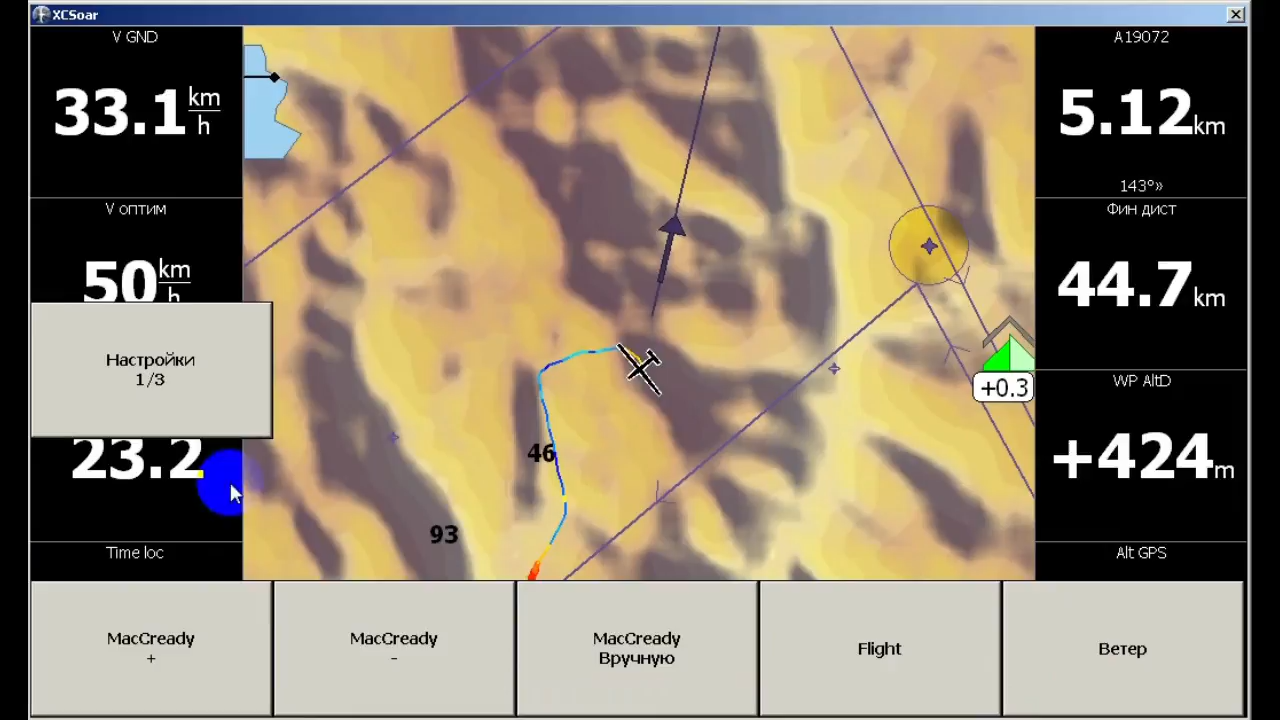 XCSoar
V GND
33.1 km/h
V оптим
50 km/h
Настройки
1/3
23.2
Time loc
46
93
+0.3
A19072
5.12 km
143°»
Фин дист
44.7 km
WP AltD
+424 m
Alt GPS
MacCready
+
MacCready
-
MacCready
Вручную
Flight
Ветер